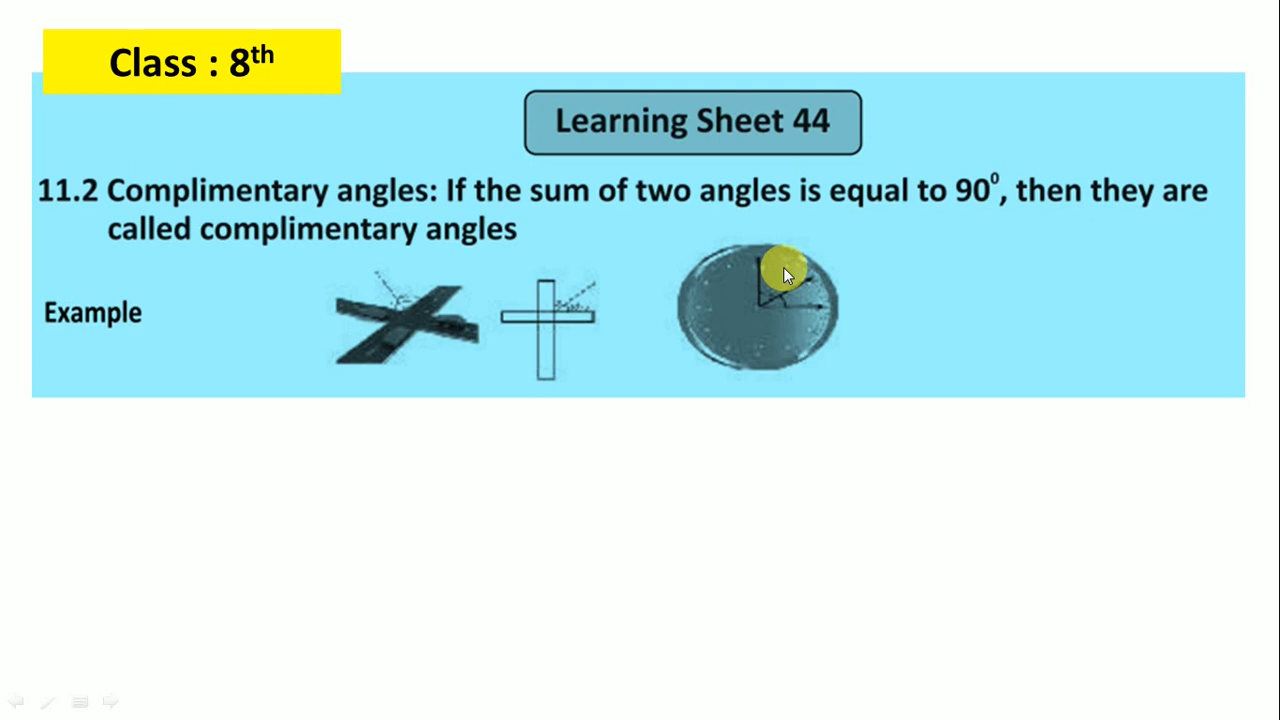 Class : 8th
Learning Sheet 44
11.2 Complimentary angles: If the sum of two angles is equal to 90⁰, then they are
called complimentary angles
Example